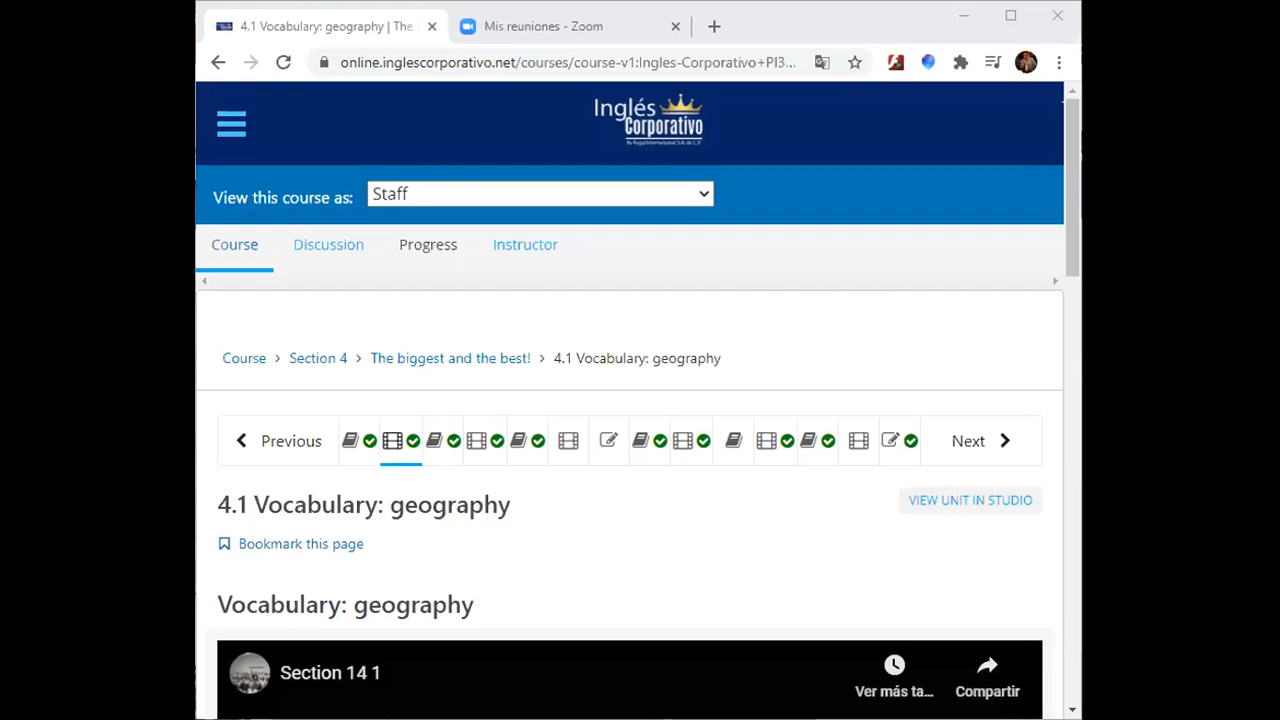 4.1 Vocabulary: geography | The
Mis reuniones - Zoom
online.inglescorporativo.net/courses/course-v1:Ingles-Corporativo+PI3...
Inglés
Corporativo
View this course as:
Staff
Course
Discussion
Progress
Instructor
Course > Section 4 > The biggest and the best! > 4.1 Vocabulary: geography
Previous
Next
4.1 Vocabulary: geography
VIEW UNIT IN STUDIO
Bookmark this page
Vocabulary: geography
Section 14 1
Ver más ta...
Compartir